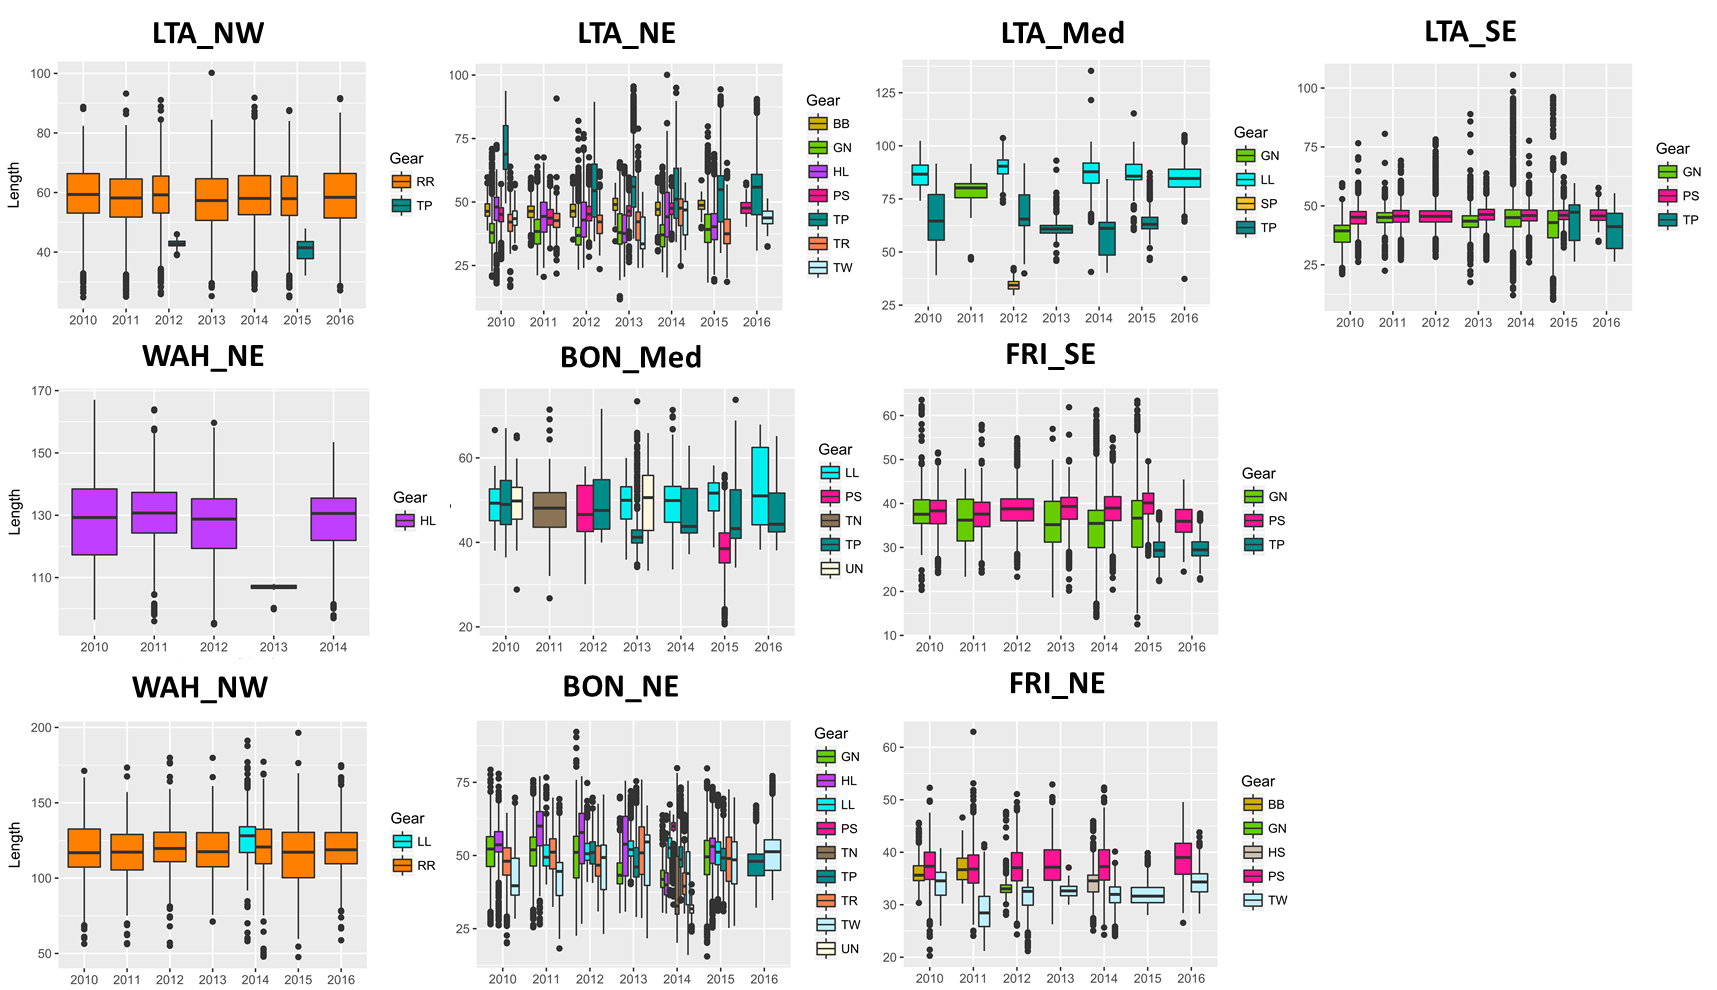 LTA_NW
LTA_NE
LTA_Med
LTA_SE
Length
100
80
60
40
2010 2011 2012 2013 2014 2015 2016
Gear
RR
TP
100
75
50
25
2010 2011 2012 2013 2014 2015 2016
Gear
BB
GN
HL
PS
TP
TR
TW
125
100
75
50
25
2010 2011 2012 2013 2014 2015 2016
Gear
GN
LL
SP
TP
100
75
50
25
2010 2011 2012 2013 2014 2015 2016
Gear
GN
PS
TP
WAH_NE
BON_Med
FRI_SE
Length
170
150
130
110
2010 2011 2012 2013 2014
Gear
HL
60
40
20
2010 2011 2012 2013 2014 2015 2016
Gear
LL
PS
TN
TP
UN
60
50
40
30
20
10
2010 2011 2012 2013 2014 2015 2016
Gear
GN
PS
TP
WAH_NW
BON_NE
FRI_NE
Length
200
150
100
50
2010 2011 2012 2013 2014 2015 2016
Gear
LL
RR
75
50
25
2010 2011 2012 2013 2014 2015 2016
Gear
GN
HL
LL
PS
TN
TP
TR
TW
UN
60
50
40
30
20
2010 2011 2012 2013 2014 2015 2016
Gear
BB
GN
HS
PS
TW